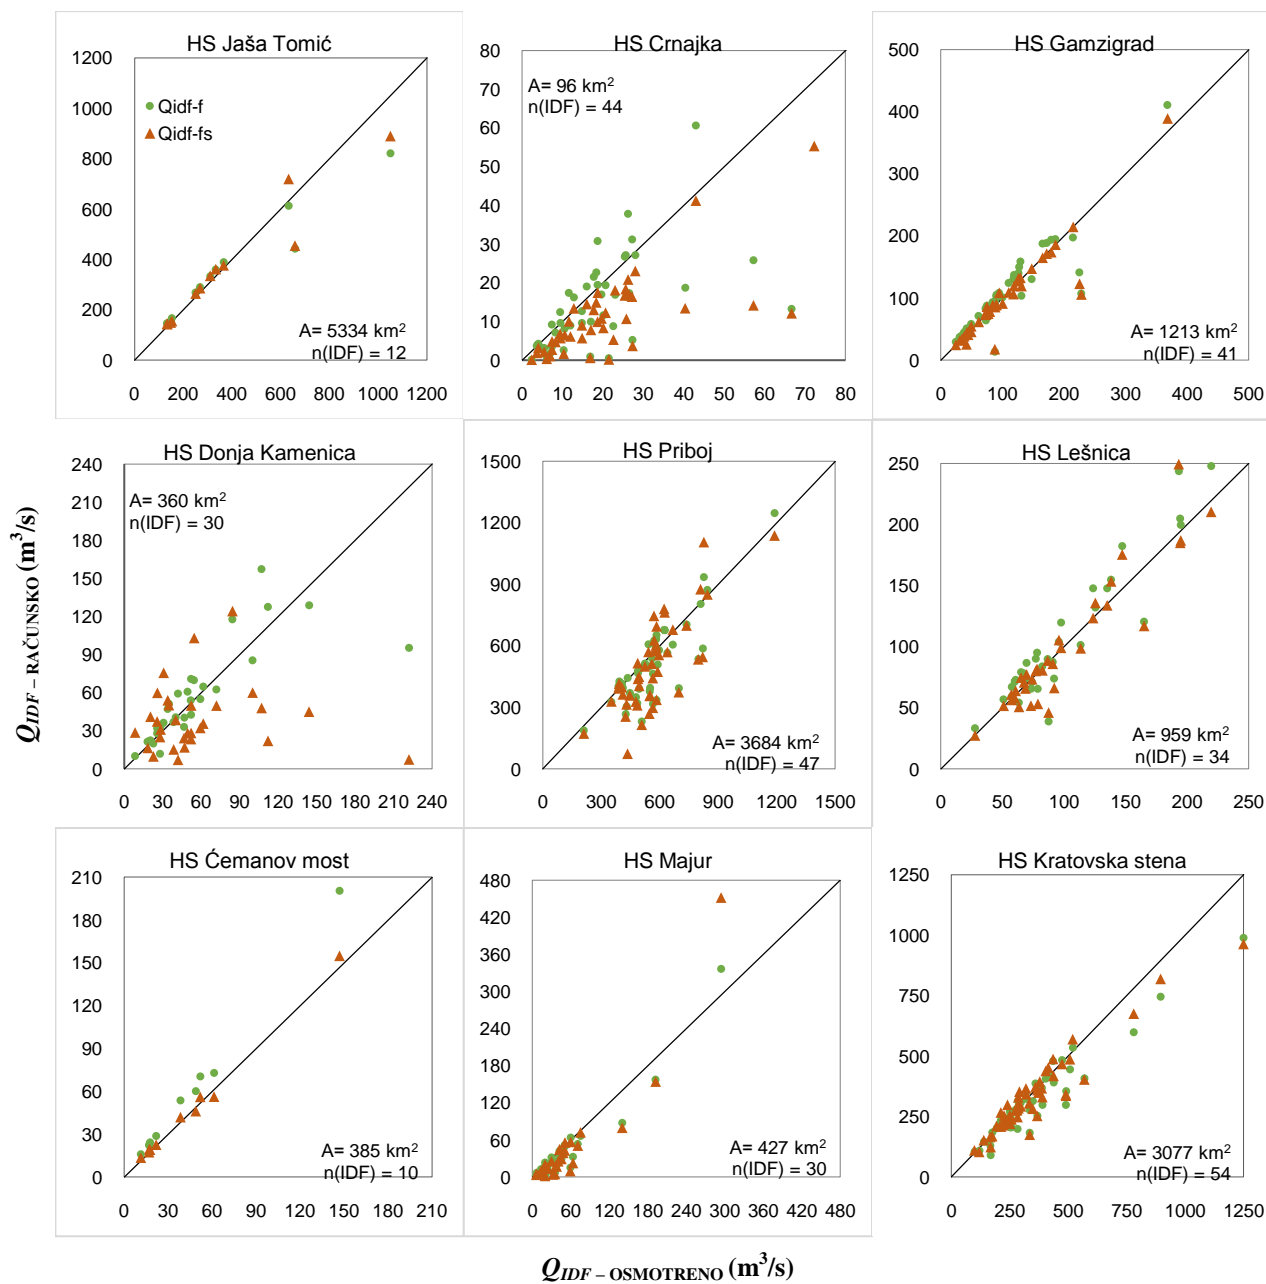 HS Jaša Tomić
1200
1000
800
600
400
200
0
Qidf-f
Qidf-fs
A= 5334 km²
n(IDF) = 12
0 200 400 600 800 1000 1200
HS Crnajka
80
70
60
50
40
30
20
10
0
A= 96 km²
n(IDF) = 44
0 10 20 30 40 50 60 70 80
HS Gamzigrad
500
400
300
200
100
0
A= 1213 km²
n(IDF) = 41
0 100 200 300 400 500
HS Donja Kamenica
240
210
180
150
120
90
60
30
0
A= 360 km²
n(IDF) = 30
0 30 60 90 120 150 180 210 240
HS Priboj
1500
1200
900
600
300
0
A= 3684 km²
n(IDF) = 47
0 300 600 900 1200 1500
HS Lešnica
250
200
150
100
50
0
A= 959 km²
n(IDF) = 34
0 50 100 150 200 250
HS Ćemanov most
210
180
150
120
90
60
30
0
A= 385 km²
n(IDF) = 10
0 30 60 90 120 150 180 210
HS Majur
480
420
360
300
240
180
120
60
0
A= 427 km²
n(IDF) = 30
0 60 120 180 240 300 360 420 480
HS Kratovska stena
1250
1000
750
500
250
0
A= 3077 km²
n(IDF) = 54
0 250 500 750 1000 1250
Q_IDF – RAČUNSKO (m³/s)
Q_IDF – OSMOTRENO (m³/s)